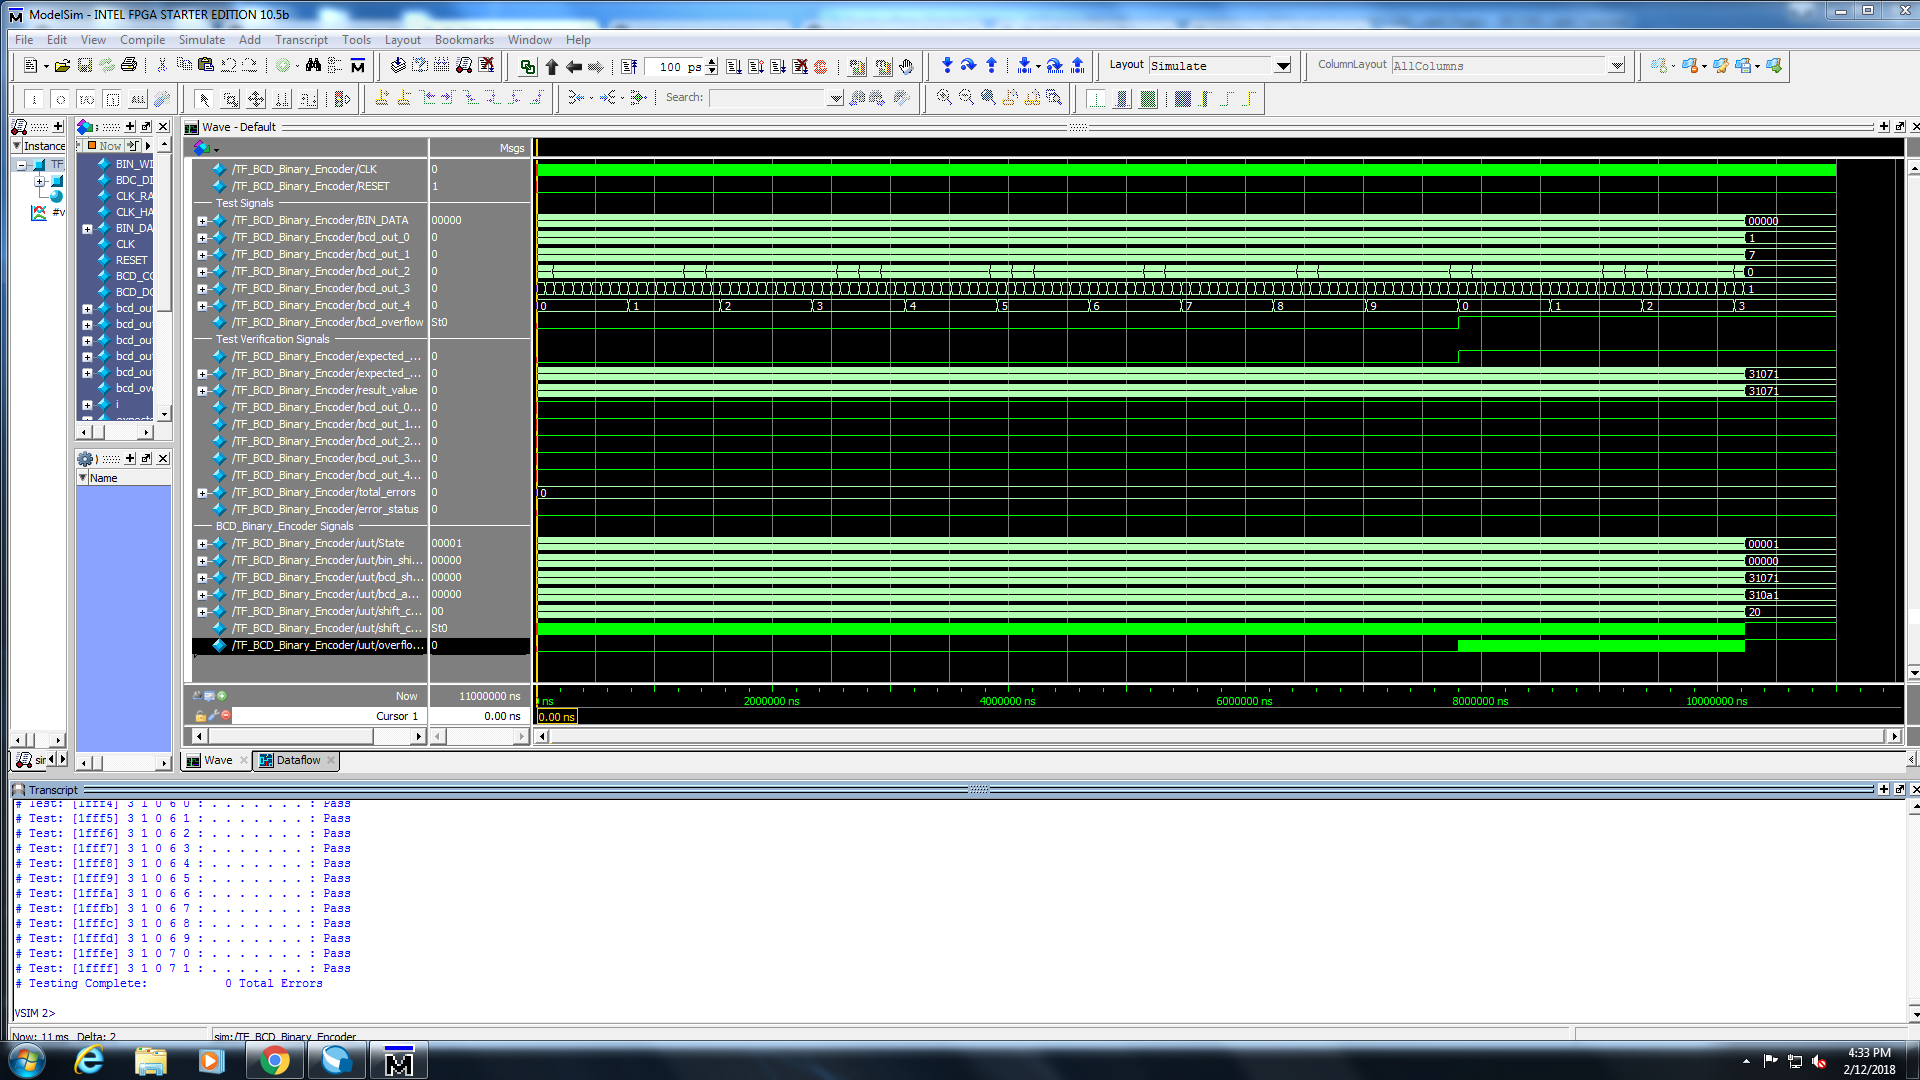 ModelSim - INTEL FPGA STARTER EDITION 10.5b
File Edit View Compile Simulate Add Transcript Tools Layout Bookmarks Window Help
100 ps
Layout Simulate
ColumnLayout AllColumns
Search:
Instance
TF
#v
Now
BIN_WI
BDC_DI
CLK_RA
CLK_HA
BIN_DA
CLK
RESET
BCD_CO
BCD_DO
bcd_out
bcd_out
bcd_out
bcd_out
bcd_out
bcd_ove
i
Name
sim
Wave - Default
Msgs
/TF_BCD_Binary_Encoder/CLK 0
/TF_BCD_Binary_Encoder/RESET 1
Test Signals
/TF_BCD_Binary_Encoder/BIN_DATA 00000 00000
/TF_BCD_Binary_Encoder/bcd_out_0 0 1
/TF_BCD_Binary_Encoder/bcd_out_1 0 7
/TF_BCD_Binary_Encoder/bcd_out_2 0 0
/TF_BCD_Binary_Encoder/bcd_out_3 0 1
/TF_BCD_Binary_Encoder/bcd_out_4 0 0 1 2 3 4 5 6 7 8 9 0 1 2 3
/TF_BCD_Binary_Encoder/bcd_overflow St0
Test Verification Signals
/TF_BCD_Binary_Encoder/expected_... 0
/TF_BCD_Binary_Encoder/expected_... 0 31071
/TF_BCD_Binary_Encoder/result_value 0 31071
/TF_BCD_Binary_Encoder/bcd_out_0... 0
/TF_BCD_Binary_Encoder/bcd_out_1... 0
/TF_BCD_Binary_Encoder/bcd_out_2... 0
/TF_BCD_Binary_Encoder/bcd_out_3... 0
/TF_BCD_Binary_Encoder/bcd_out_4... 0
/TF_BCD_Binary_Encoder/total_errors 0 0
/TF_BCD_Binary_Encoder/error_status 0
BCD_Binary_Encoder Signals
/TF_BCD_Binary_Encoder/uut/State 00001 00001
/TF_BCD_Binary_Encoder/uut/bin_shi... 00000 00000
/TF_BCD_Binary_Encoder/uut/bcd_sh... 00000 31071
/TF_BCD_Binary_Encoder/uut/bcd_a... 00000 310a1
/TF_BCD_Binary_Encoder/uut/shift_c... 00 20
/TF_BCD_Binary_Encoder/uut/shift_c... St0
/TF_BCD_Binary_Encoder/uut/overflo... 0
Now 11000000 ns ns 2000000 ns 4000000 ns 6000000 ns 8000000 ns 10000000 ns
Cursor 1 0.00 ns 0.00 ns
Wave Dataflow
Transcript
# Test: [1fff4] 3 1 0 6 0 : . . . . . . . : Pass
# Test: [1fff5] 3 1 0 6 1 : . . . . . . . : Pass
# Test: [1fff6] 3 1 0 6 2 : . . . . . . . : Pass
# Test: [1fff7] 3 1 0 6 3 : . . . . . . . : Pass
# Test: [1fff8] 3 1 0 6 4 : . . . . . . . : Pass
# Test: [1fff9] 3 1 0 6 5 : . . . . . . . : Pass
# Test: [1fffa] 3 1 0 6 6 : . . . . . . . : Pass
# Test: [1fffb] 3 1 0 6 7 : . . . . . . . : Pass
# Test: [1fffc] 3 1 0 6 8 : . . . . . . . : Pass
# Test: [1fffd] 3 1 0 6 9 : . . . . . . . : Pass
# Test: [1fffe] 3 1 0 7 0 : . . . . . . . : Pass
# Test: [1ffff] 3 1 0 7 1 : . . . . . . . : Pass
# Testing Complete: 0 Total Errors
VSIM 2>
Now: 11 ms Delta: 2 sim:/TF_BCD_Binary_Encoder
4:33 PM
2/12/2018